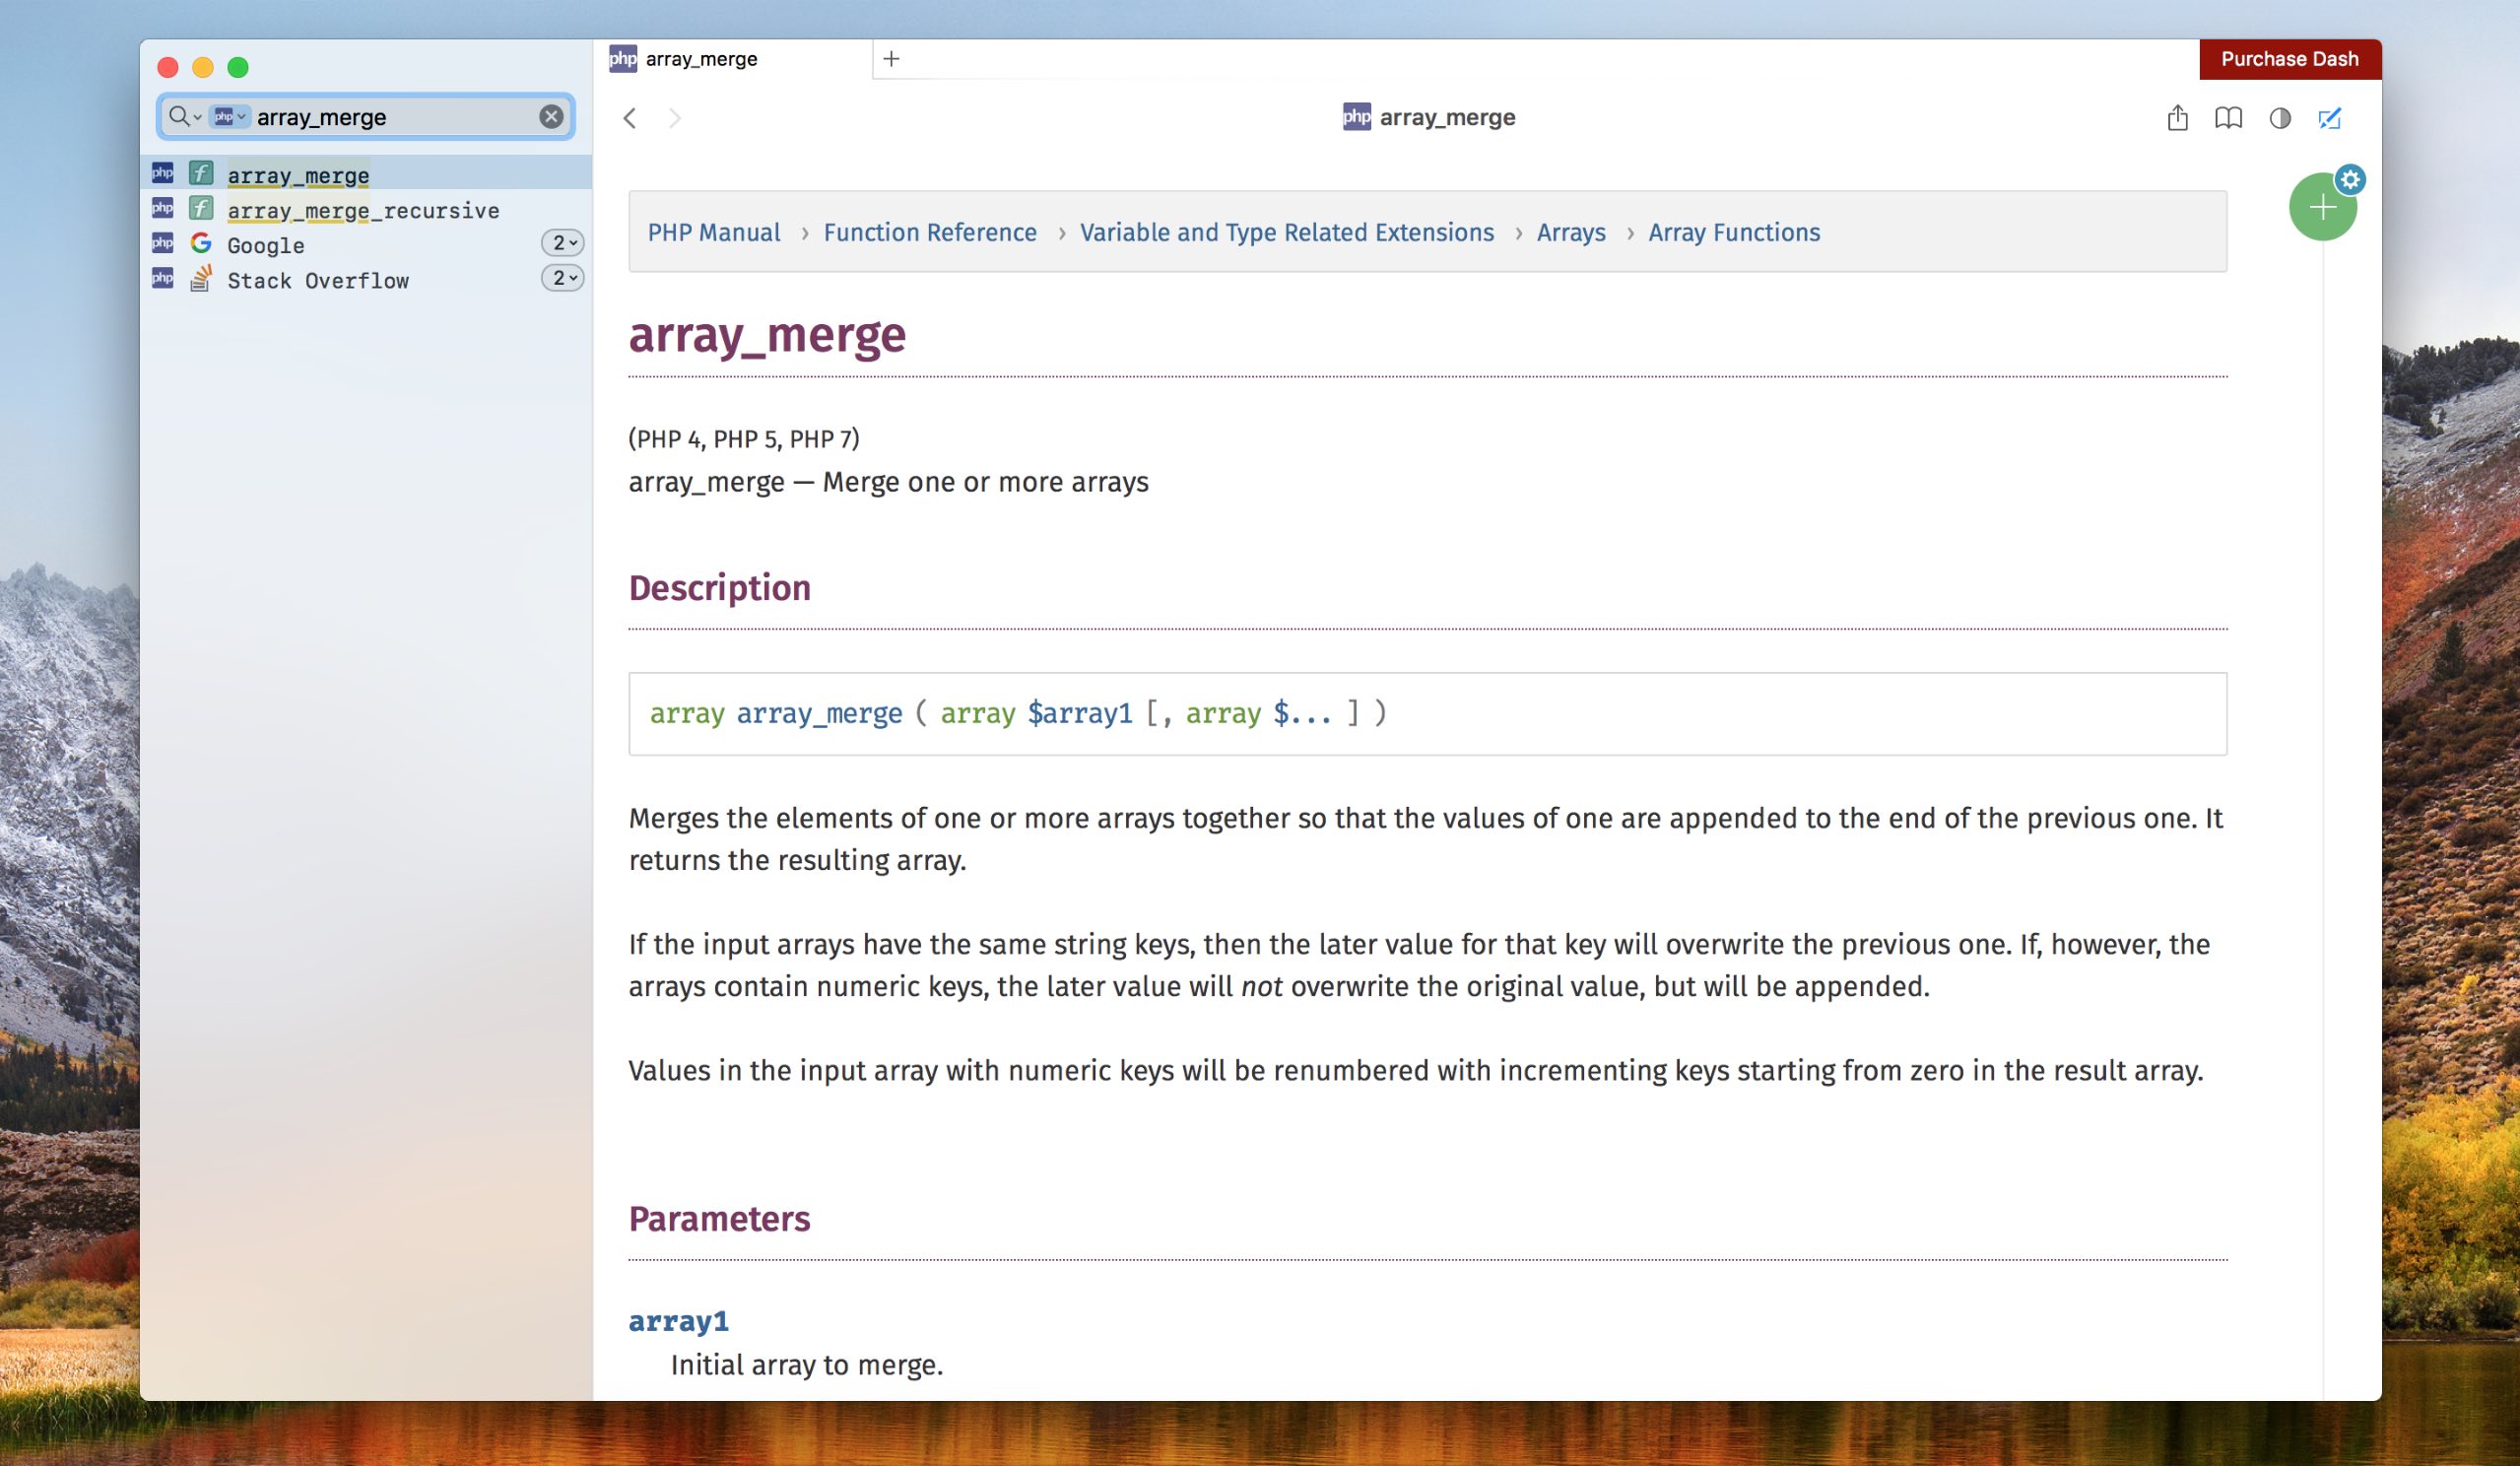 php array_merge
Purchase Dash
php array_merge
php array_merge
php f array_merge
php f array_merge_recursive
php Google 2
php Stack Overflow 2
PHP Manual › Function Reference › Variable and Type Related Extensions › Arrays › Array Functions
array_merge
(PHP 4, PHP 5, PHP 7)
array_merge — Merge one or more arrays
Description
array array_merge ( array $array1 [, array $... ] )
Merges the elements of one or more arrays together so that the values of one are appended to the end of the previous one. It
returns the resulting array.
If the input arrays have the same string keys, then the later value for that key will overwrite the previous one. If, however, the
arrays contain numeric keys, the later value will not overwrite the original value, but will be appended.
Values in the input array with numeric keys will be renumbered with incrementing keys starting from zero in the result array.
Parameters
array1
Initial array to merge.